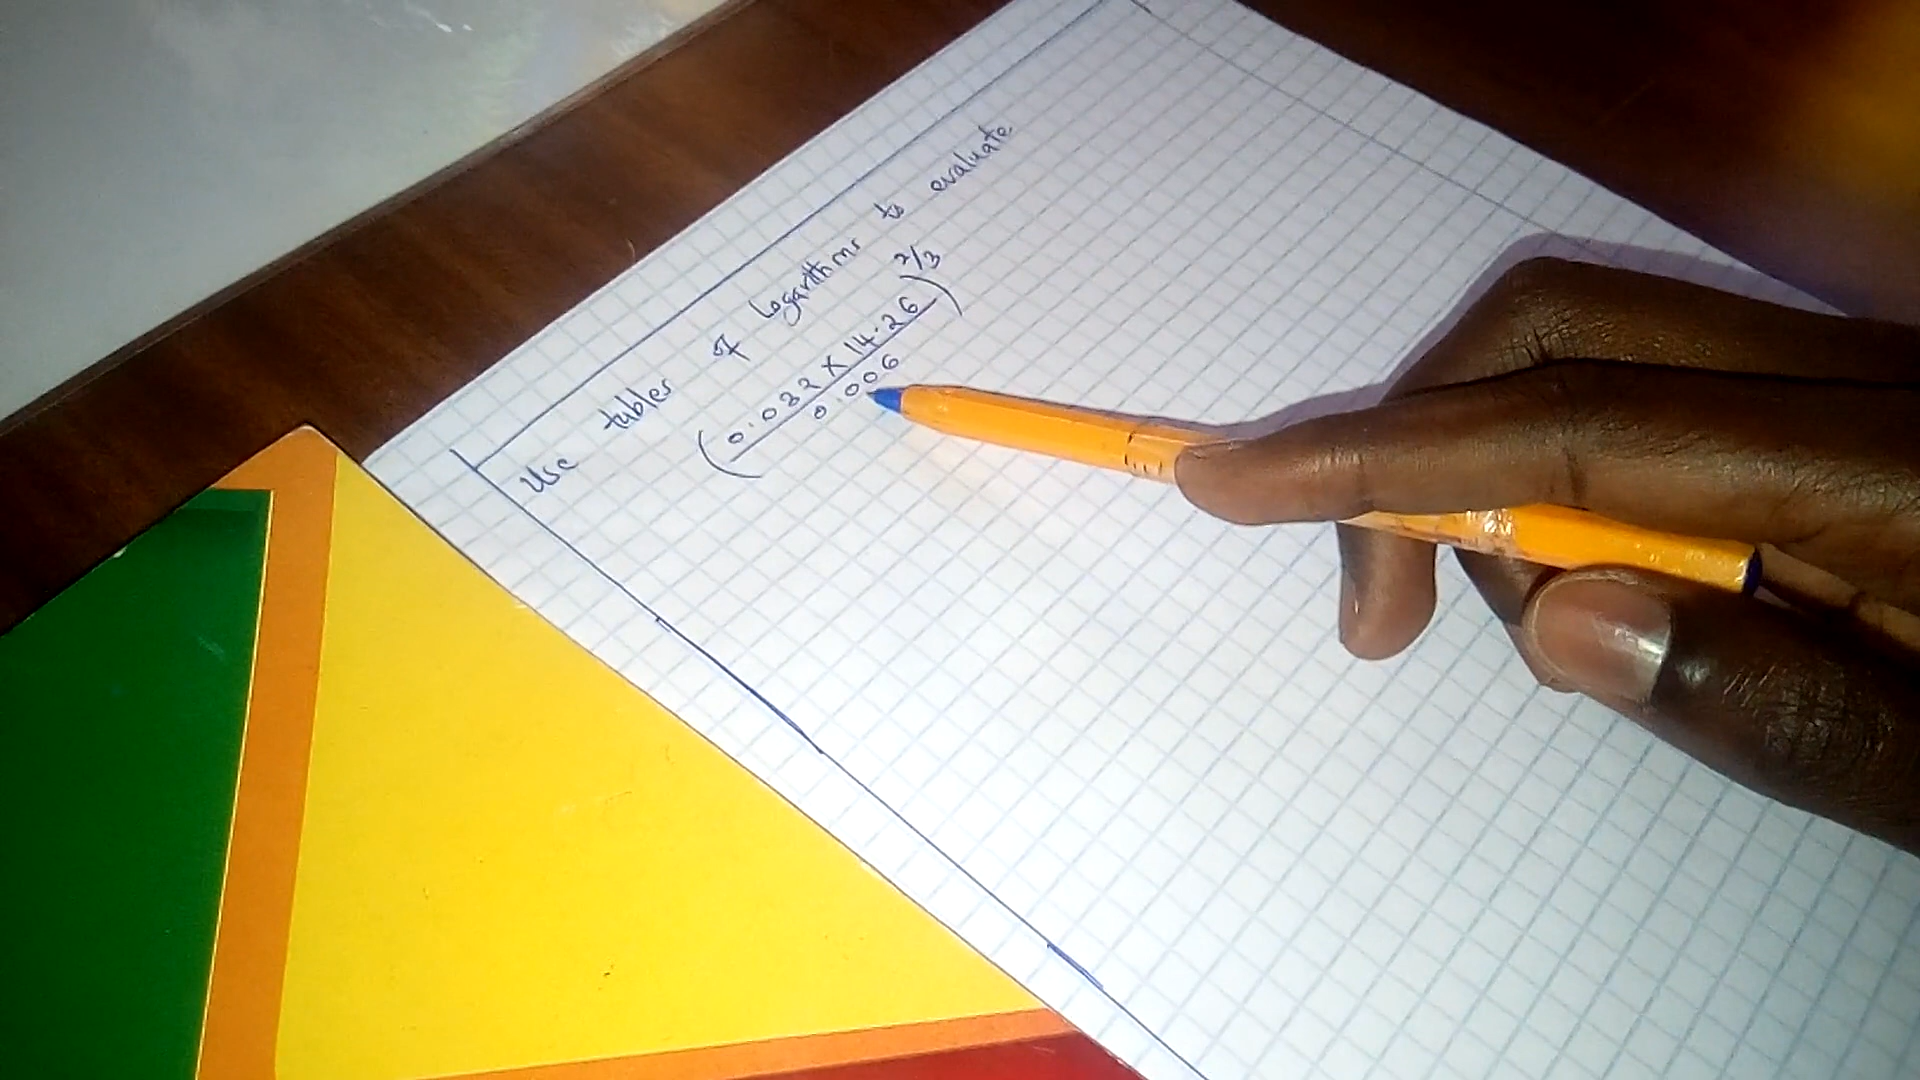 Use tables of Logarithms to evaluate
(0.032 × 14.26 / 0.006)^2/3